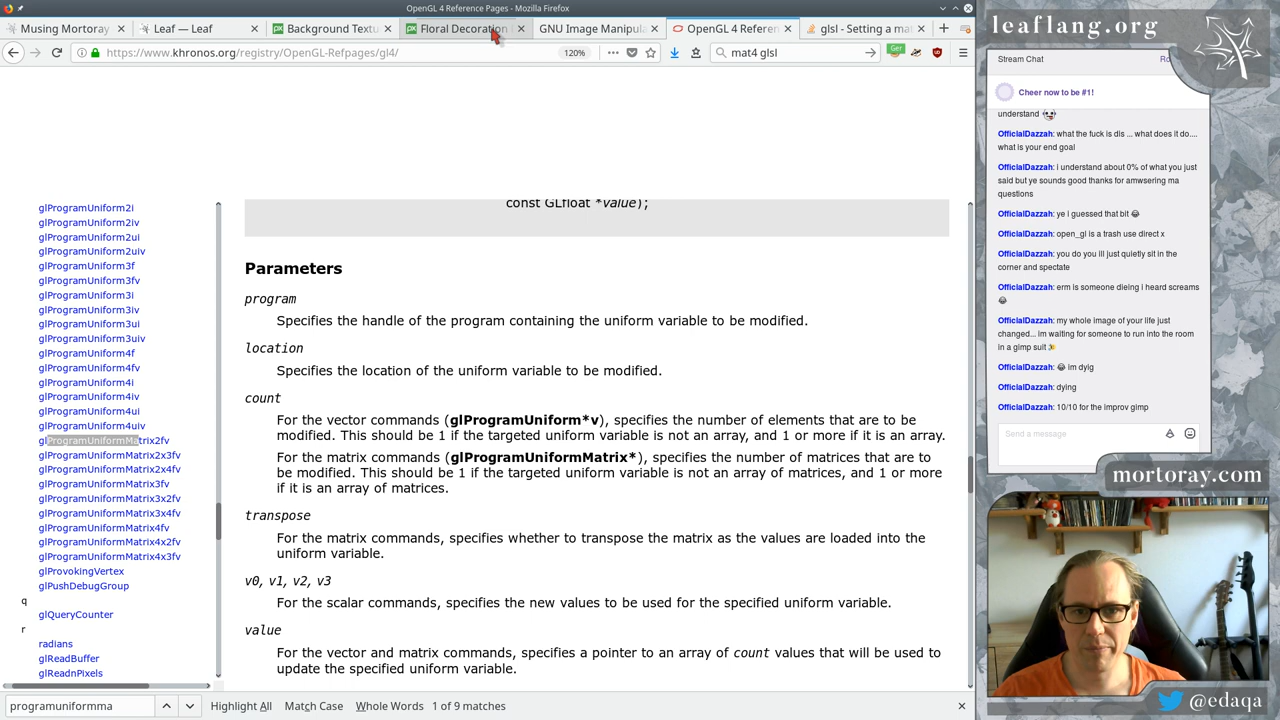 OpenGL 4 Reference Pages - Mozilla Firefox
Musing Mortoray
Leaf — Leaf
Background Textu
Floral Decoration
GNU Image Manipula
OpenGL 4 Referen
glsl - Setting a ma
https://www.khronos.org/registry/OpenGL-Refpages/gl4/
120%
mat4 glsl
Ger
glProgramUniform2i
glProgramUniform2iv
glProgramUniform2ui
glProgramUniform2uiv
glProgramUniform3f
glProgramUniform3fv
glProgramUniform3i
glProgramUniform3iv
glProgramUniform3ui
glProgramUniform3uiv
glProgramUniform4f
glProgramUniform4fv
glProgramUniform4i
glProgramUniform4iv
glProgramUniform4ui
glProgramUniform4uiv
glProgramUniformMatrix2fv
glProgramUniformMatrix2x3fv
glProgramUniformMatrix2x4fv
glProgramUniformMatrix3fv
glProgramUniformMatrix3x2fv
glProgramUniformMatrix3x4fv
glProgramUniformMatrix4fv
glProgramUniformMatrix4x2fv
glProgramUniformMatrix4x3fv
glProvokingVertex
glPushDebugGroup
q
glQueryCounter
r
radians
glReadBuffer
glReadnPixels
const GLfloat *value);
Parameters
program
Specifies the handle of the program containing the uniform variable to be modified.
location
Specifies the location of the uniform variable to be modified.
count
For the vector commands (glProgramUniform*v), specifies the number of elements that are to be
modified. This should be 1 if the targeted uniform variable is not an array, and 1 or more if it is an array.
For the matrix commands (glProgramUniformMatrix*), specifies the number of matrices that are to
be modified. This should be 1 if the targeted uniform variable is not an array of matrices, and 1 or more
if it is an array of matrices.
transpose
For the matrix commands, specifies whether to transpose the matrix as the values are loaded into the
uniform variable.
v0, v1, v2, v3
For the scalar commands, specifies the new values to be used for the specified uniform variable.
value
For the vector and matrix commands, specifies a pointer to an array of count values that will be used to
update the specified uniform variable.
programuniformma
Highlight All
Match Case
Whole Words
1 of 9 matches
leaflang.org
Stream Chat
Ro
Cheer now to be #1!
understand
OfficialDazzah: what the fuck is dis ... what does it do....
what is your end goal
OfficialDazzah: i understand about 0% of what you just
said but ye sounds good thanks for amwsering ma
questions
OfficialDazzah: ye i guessed that bit 😂
OfficialDazzah: open_gl is a trash use direct x
OfficialDazzah: you do you ill just quietly sit in the
corner and spectate
OfficialDazzah: erm is someone dieing i heard screams
😂
OfficialDazzah: my whole image of your life just
changed... im waiting for someone to run into the room
in a gimp suit
OfficialDazzah: 😂 im dyig
OfficialDazzah: dying
OfficialDazzah: 10/10 for the improv gimp
Send a message
mortoray.com
@edaqa